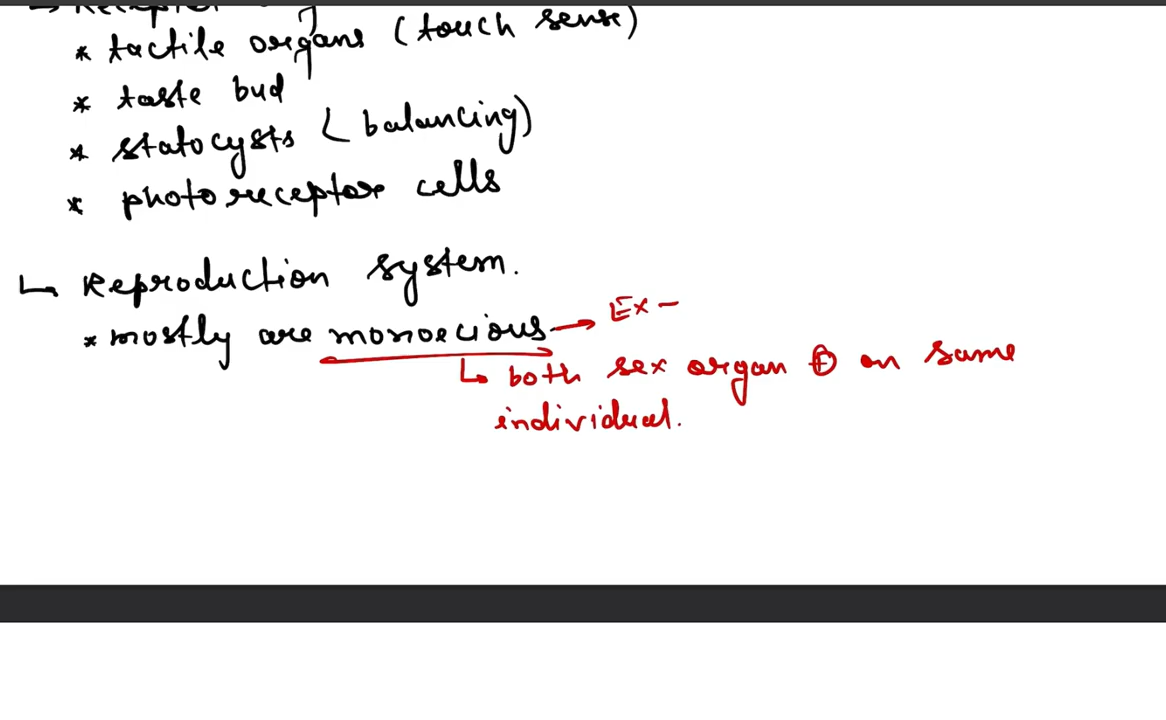 ↳ Receptor
* tactile organs (touch sense)
* taste bud
* statocysts (balancing)
* photoreceptor cells
↳ Reproduction system.
* mostly are monoecious → Ex -
↳ both sex organ ⊕ on same
individual.